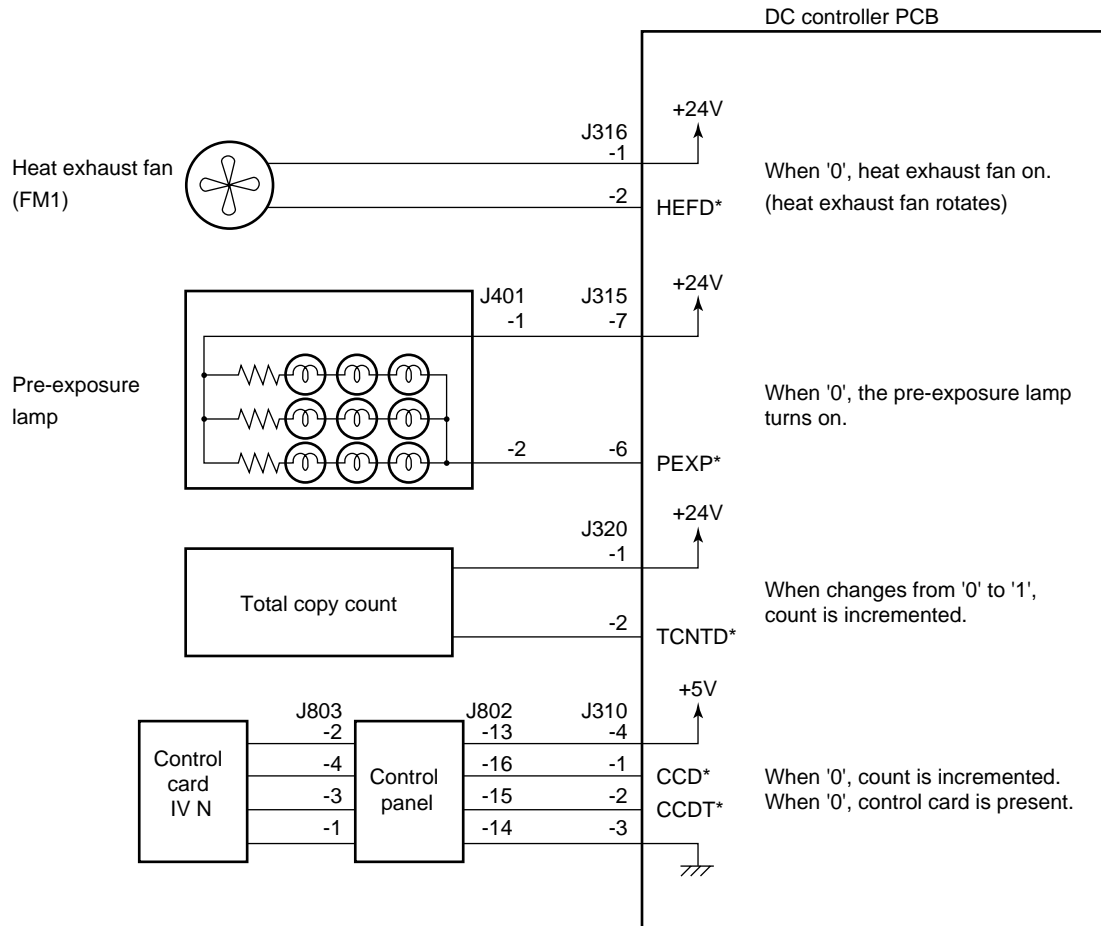 DC controller PCB
+24V
J316
-1
Heat exhaust fan
(FM1)
-2
HEFD*
When '0', heat exhaust fan on.
(heat exhaust fan rotates)
+24V
J401
J315
-1
-7
Pre-exposure
lamp
When '0', the pre-exposure lamp
turns on.
-2
-6
PEXP*
+24V
J320
-1
Total copy count
When changes from '0' to '1',
count is incremented.
-2
TCNTD*
+5V
J803
J802
J310
-2
-13
-4
Control
card
IV N
-4
Control
panel
-16
-1
CCD*
When '0', count is incremented.
-3
-15
-2
CCDT*
When '0', control card is present.
-1
-14
-3